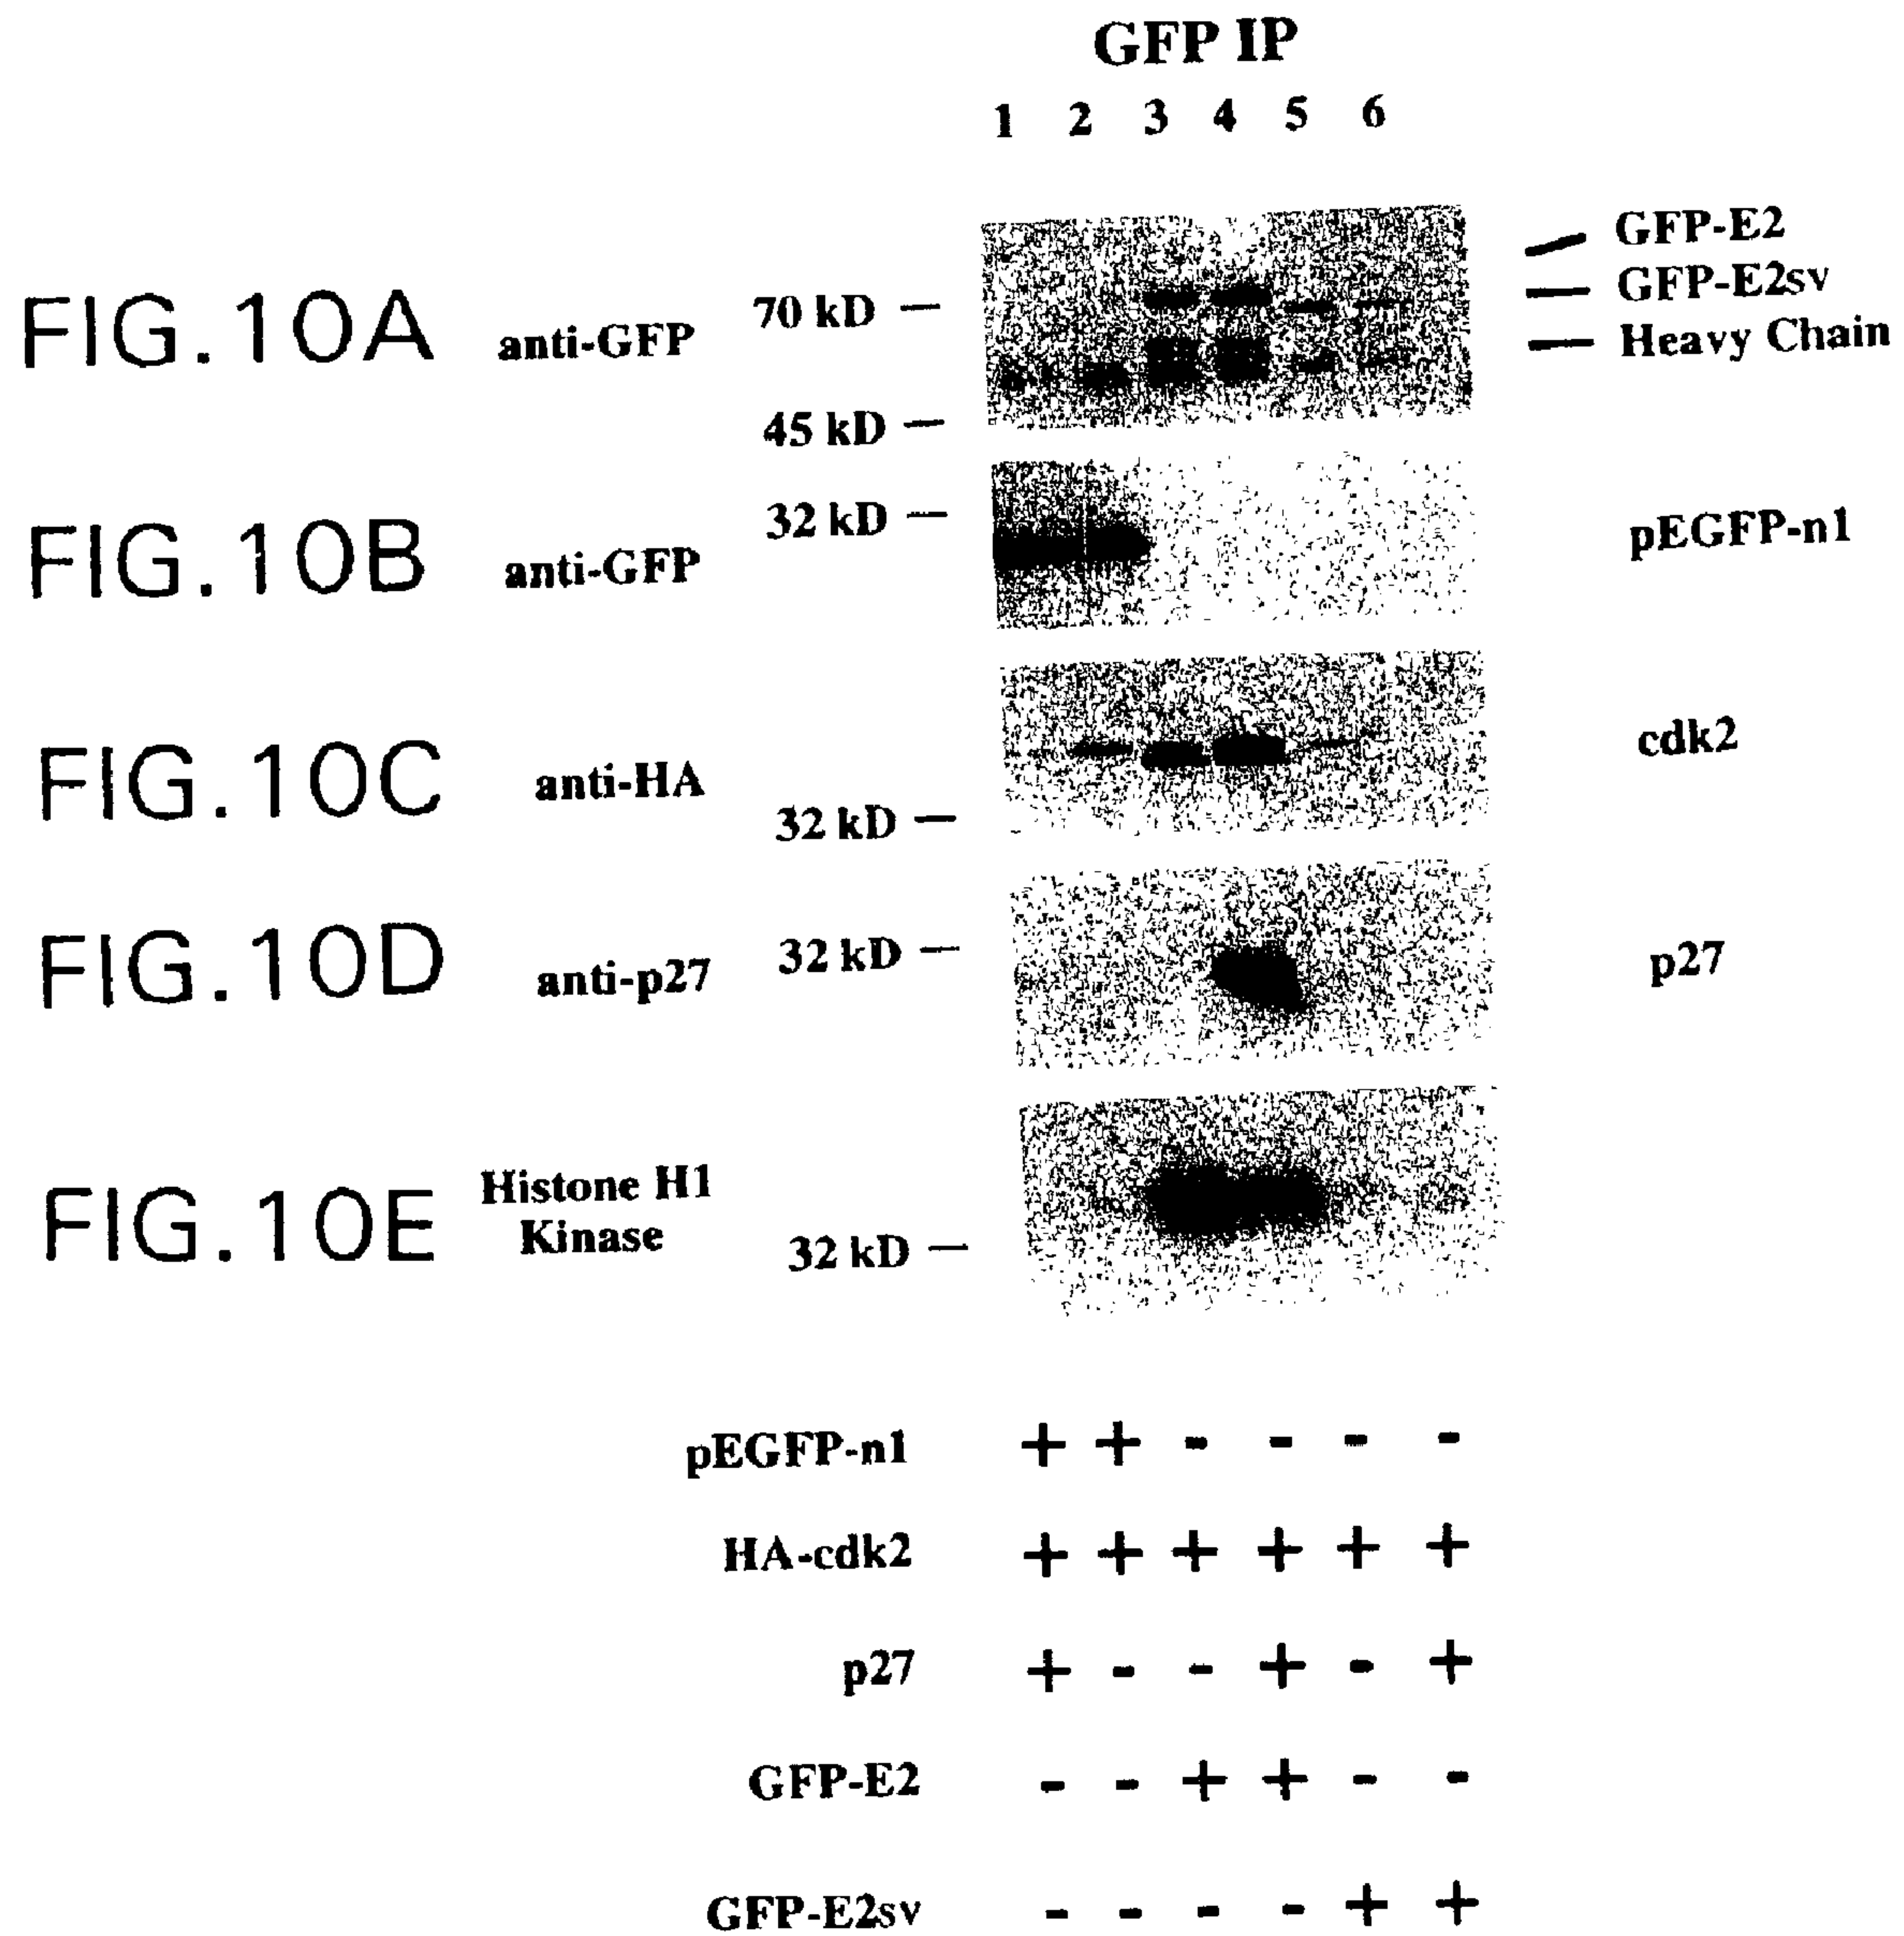 GFP IP
1 2 3 4 5 6
FIG.10A anti-GFP 70 kD — GFP-E2
GFP-E2sv
Heavy Chain
45 kD —
FIG.10B anti-GFP 32 kD — pEGFP-n1
FIG.10C anti-HA cdk2
32 kD —
FIG.10D anti-p27 32 kD — p27
FIG.10E Histone H1
Kinase
32 kD —
pEGFP-n1 + + - - - -
HA-cdk2 + + + + + +
p27 + - - + - +
GFP-E2 - - + + - -
GFP-E2sv - - - - + +